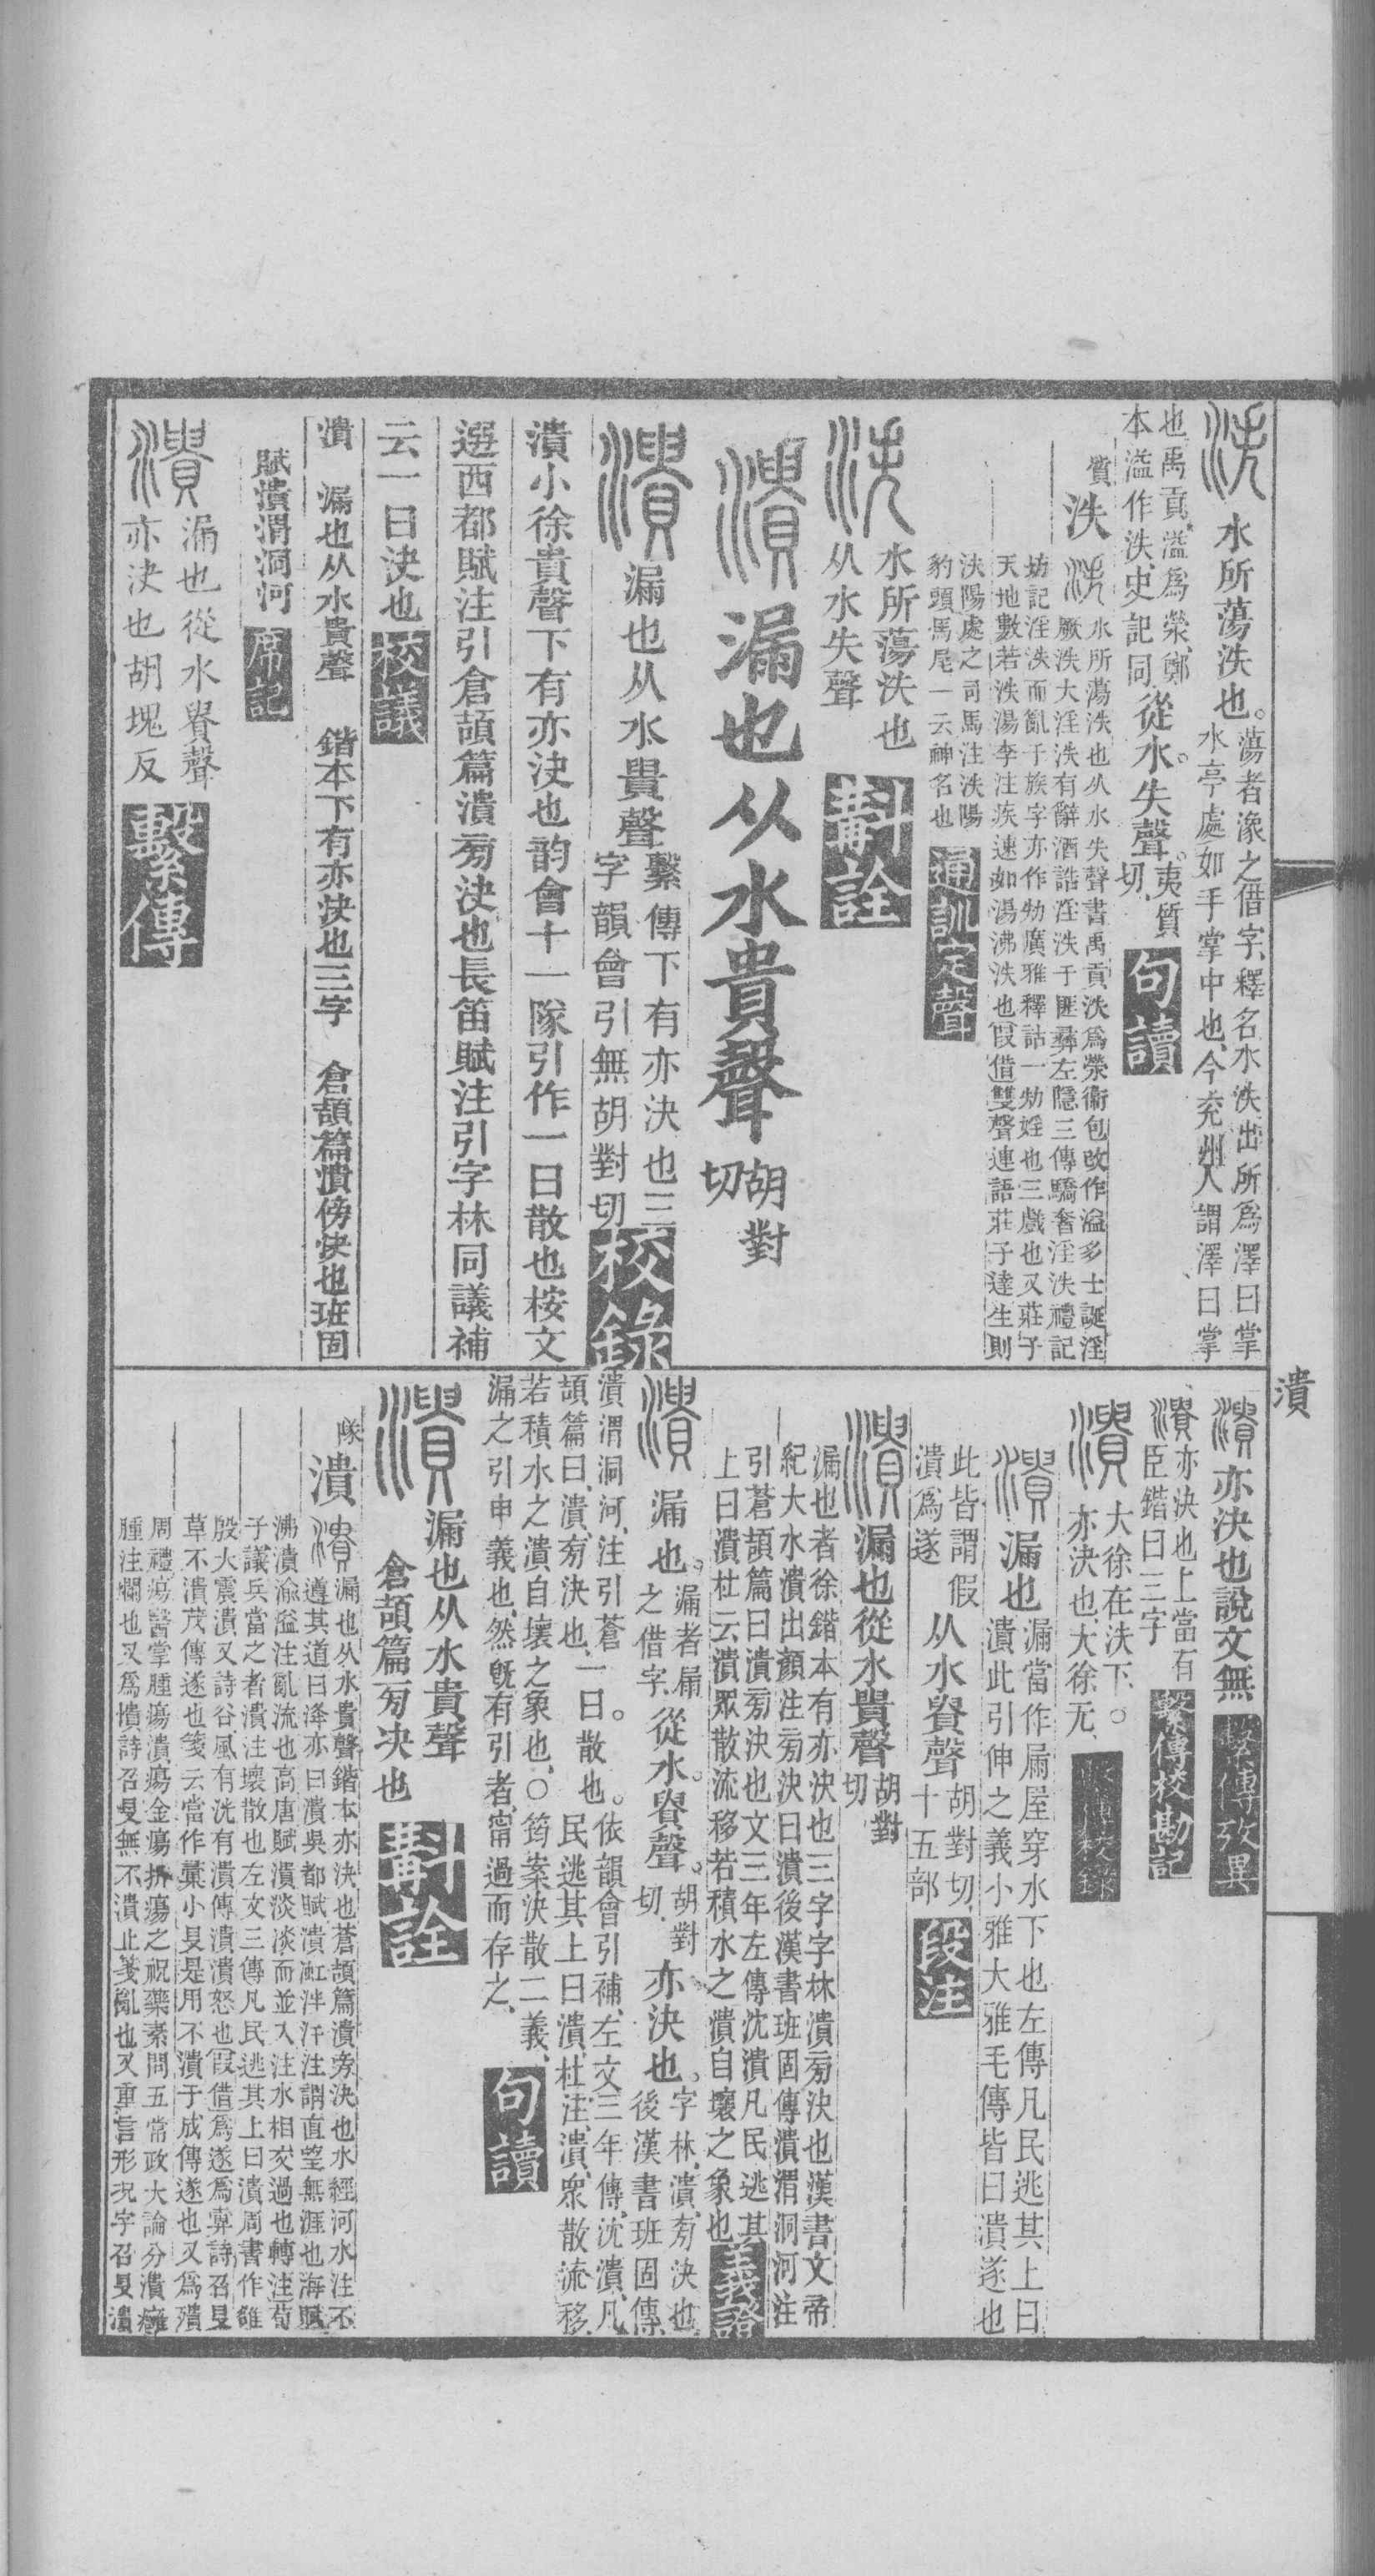 泆 水所蕩泆也。蕩者潒之借字、釋名水泆出所爲澤曰掌
水亭處如手掌中也、今兗州人謂澤曰掌
也禹貢、溢爲滎、鄭
本溢作泆、史記同、從水。失聲。夷質切、句讀
質 泆
水所蕩泆也从水失聲書禹貢泆爲滎衞包改作溢多士誕淫
厥泆大淫泆有辭酒誥淫泆于匪彝左隱三傳驕奢淫泆禮記
坊記淫泆而亂于族字亦作劮廣雅釋詁一劮婬也三戲也又莊子
天地數若泆湯李注疾速如湯沸泆也叚借雙聲連語莊子達生則
泆陽處之司馬注泆陽
豹頭馬尾一云神名也 通訓定聲
泆 水所蕩泆也
从水失聲 斠詮
潰 漏也从水貴聲 胡對切
潰 漏也从水貴聲 繫傳下有亦決也三
字韻會引無胡對切 校錄
潰小徐貴聲下有亦決也韵會十一隊引作一曰散也桉文
選西都賦注引倉頡篇潰㫄決也長笛賦注引字林同議補
云一曰決也 校議
潰 漏也从水貴聲 鍇本下有亦決也三字 倉頡篇潰傍決也班固
賦潰渭洞河 席記
潰 漏也從水貴聲
亦決也胡塊反 繫傳
潰
潰 亦決也說文無 繫傳攷異
潰 亦決也上當有
臣鍇曰三字 繫傳校勘記
潰 大徐在泆下、○
亦決也、大徐无、
潰 漏也 漏當作屚屋穿水下也左傳凡民逃其上曰
潰此引伸之義小雅大雅毛傳皆曰潰遂也
此皆謂假
潰爲遂 从水貴聲 胡對切、
十五部 段注
潰 漏也從水貴聲 胡對切
漏也者徐鍇本有亦決也三字字林潰㫄決也漢書文帝
紀大水潰出顏注㫄決曰潰後漢書班固傳潰渭洞河注
引蒼頡篇曰潰㫄決也文三年左傳沈潰凡民逃其
上曰潰杜云潰眾散流移若積水之潰自壞之象也 義證
潰 漏也。漏者屚
之借字、從水。貴聲。胡對切、亦決也。字林、潰、㫄決也、
後漢書班固傳、
潰渭洞河、注引蒼
頡篇曰、潰、㫄決也、一曰。散也。依韻會引補、左文三年傳、沈潰、凡
民逃其上曰潰、杜注、潰、眾散流移、
若積水之潰自壞之象也、○筠案決散二義、
漏之引申義也、然旣有引者、甯過而存之、 句讀
潰 漏也从水貴聲
倉頡篇㫄決也 斠詮
隊 潰
漏也从水貴聲鍇本亦決也蒼頡篇潰旁決也水經河水注不
遵其道曰洚亦曰潰吳都賦潰渱泮汗注謂直望無涯也海賦
沸潰渝溢注亂流也高唐賦潰淡淡而並入注水相交過也轉注荀
子議兵當之者潰注壞散也左文三傳凡民逃其上曰潰周書作雒
殷大震潰又詩谷風有洸有潰傳潰潰怒也叚借爲遂爲㝮詩召旻
草不潰茂傳遂也箋云當作彙小旻是用不潰于成傳遂也又爲殨
周禮瘍醫掌腫瘍潰瘍金瘍折瘍之祝藥素問五常政大論分潰癰
腫注爛也又爲憒詩召旻無不潰止箋亂也又重言形況字召旻潰